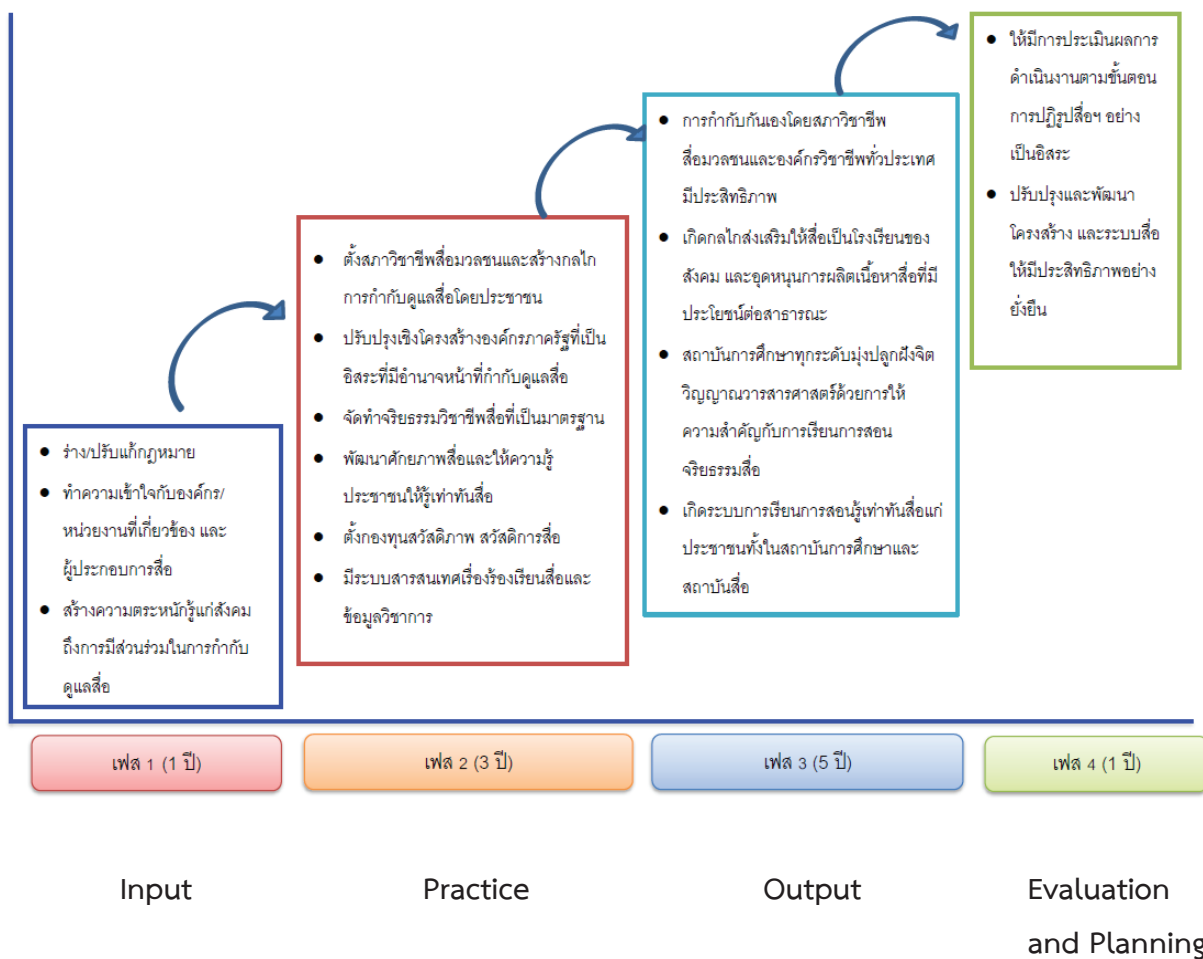 ● ร่าง/ปรับแก้กฎหมาย
● ทำความเข้าใจกับองค์กร/
หน่วยงานที่เกี่ยวข้อง และ
ผู้ประกอบการสื่อ
● สร้างความตระหนักรู้แก่สังคม
ถึงการมีส่วนร่วมในการกำกับ
ดูแลสื่อ
● ตั้งสภาวิชาชีพสื่อมวลชนและสร้างกลไก
การกำกับดูแลสื่อโดยประชาชน
● ปรับปรุงเชิงโครงสร้างองค์กรภาครัฐที่เป็น
อิสระที่มีอำนาจหน้าที่กำกับดูแลสื่อ
● จัดทำจริยธรรมวิชาชีพสื่อที่เป็นมาตรฐาน
● พัฒนาศักยภาพสื่อและให้ความรู้
ประชาชนให้รู้เท่าทันสื่อ
● ตั้งกองทุนสวัสดิภาพ สวัสดิการสื่อ
● มีระบบสารสนเทศเรื่องร้องเรียนสื่อและ
ข้อมูลวิชาการ
● การกำกับกันเองโดยสภาวิชาชีพ
สื่อมวลชนและองค์กรวิชาชีพทั่วประเทศ
มีประสิทธิภาพ
● เกิดกลไกส่งเสริมให้สื่อเป็นโรงเรียนของ
สังคม และอุดหนุนการผลิตเนื้อหาสื่อที่มี
ประโยชน์ต่อสาธารณะ
● สถาบันการศึกษาทุกระดับมุ่งปลูกฝังจิต
วิญญาณวารสารศาสตร์ด้วยการให้
ความสำคัญกับการเรียนการสอน
จริยธรรมสื่อ
● เกิดระบบการเรียนการสอนรู้เท่าทันสื่อแก่
ประชาชนทั้งในสถาบันการศึกษาและ
สถาบันสื่อ
● ให้มีการประเมินผลการ
ดำเนินงานตามขั้นตอน
การปฏิรูปสื่อฯ อย่าง
เป็นอิสระ
● ปรับปรุงและพัฒนา
โครงสร้าง และระบบสื่อ
ให้มีประสิทธิภาพอย่าง
ยั่งยืน
เฟส 1 (1 ปี)
เฟส 2 (3 ปี)
เฟส 3 (5 ปี)
เฟส 4 (1 ปี)
Input
Practice
Output
Evaluation
and Planning